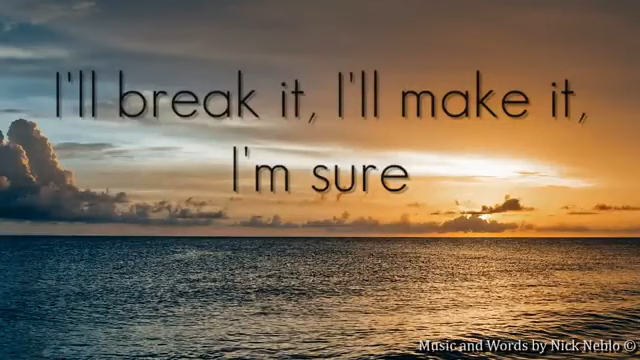 I'll break it, I'll make it,
I'm sure
Music and Words by Nick Neblo ©